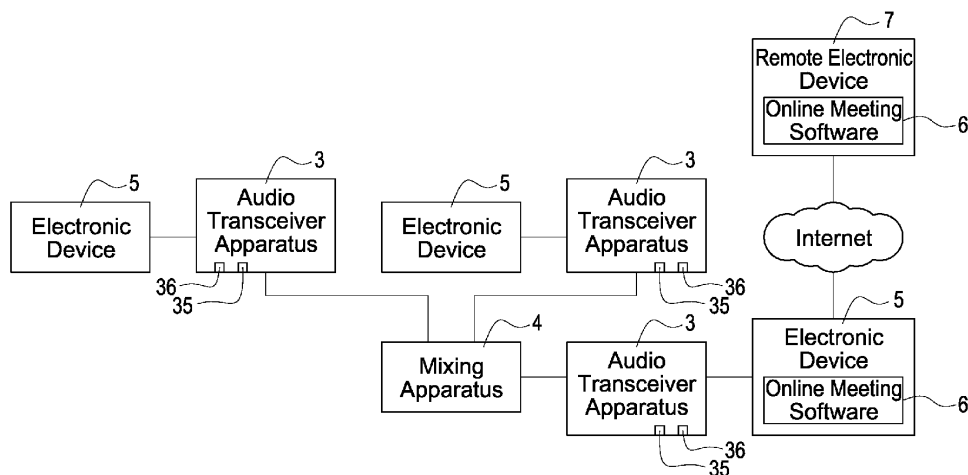 7
Remote Electronic
Device
Online Meeting
Software
6
5
Electronic
Device
3
Audio
Transceiver
Apparatus
36
35
5
Electronic
Device
3
Audio
Transceiver
Apparatus
36
35
Internet
4
Mixing
Apparatus
3
Audio
Transceiver
Apparatus
36
35
5
Electronic
Device
Online Meeting
Software
6